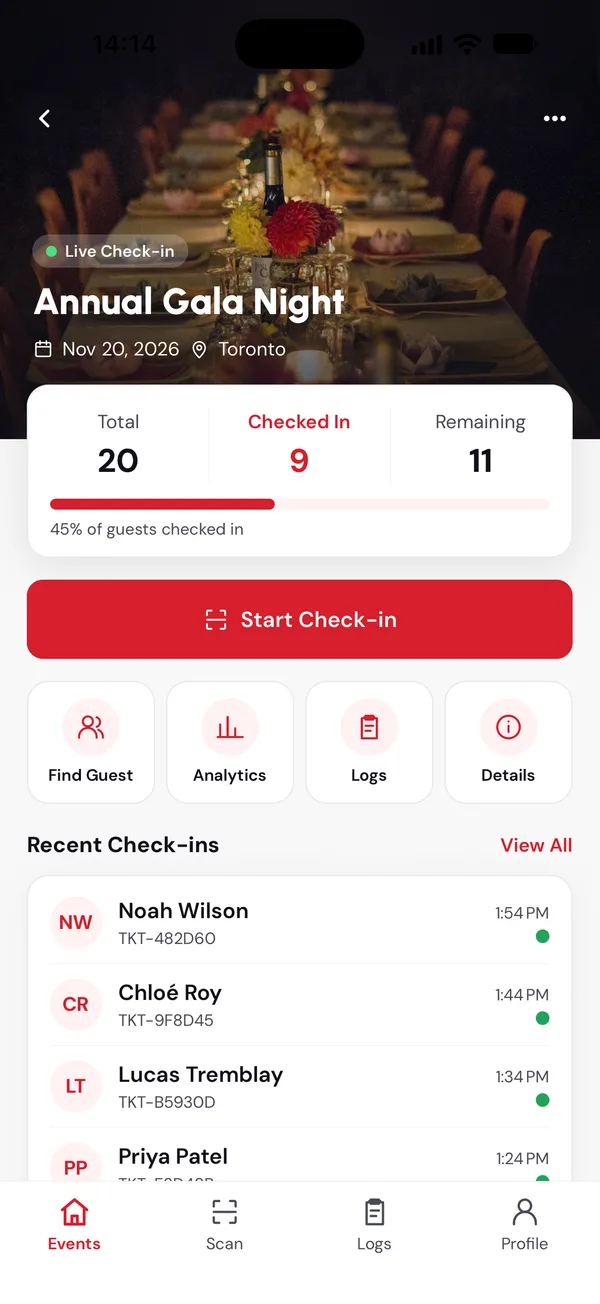 14:14
Live Check-in
Annual Gala Night
Nov 20, 2026 Toronto
Total Checked In Remaining
20 9 11
45% of guests checked in
Start Check-in
Find Guest Analytics Logs Details
Recent Check-ins View All
NW Noah Wilson 1:54 PM
TKT-482D60
CR Chloé Roy 1:44 PM
TKT-9F8D45
LT Lucas Tremblay 1:34 PM
TKT-B5930D
PP Priya Patel 1:24 PM
Events Scan Logs Profile